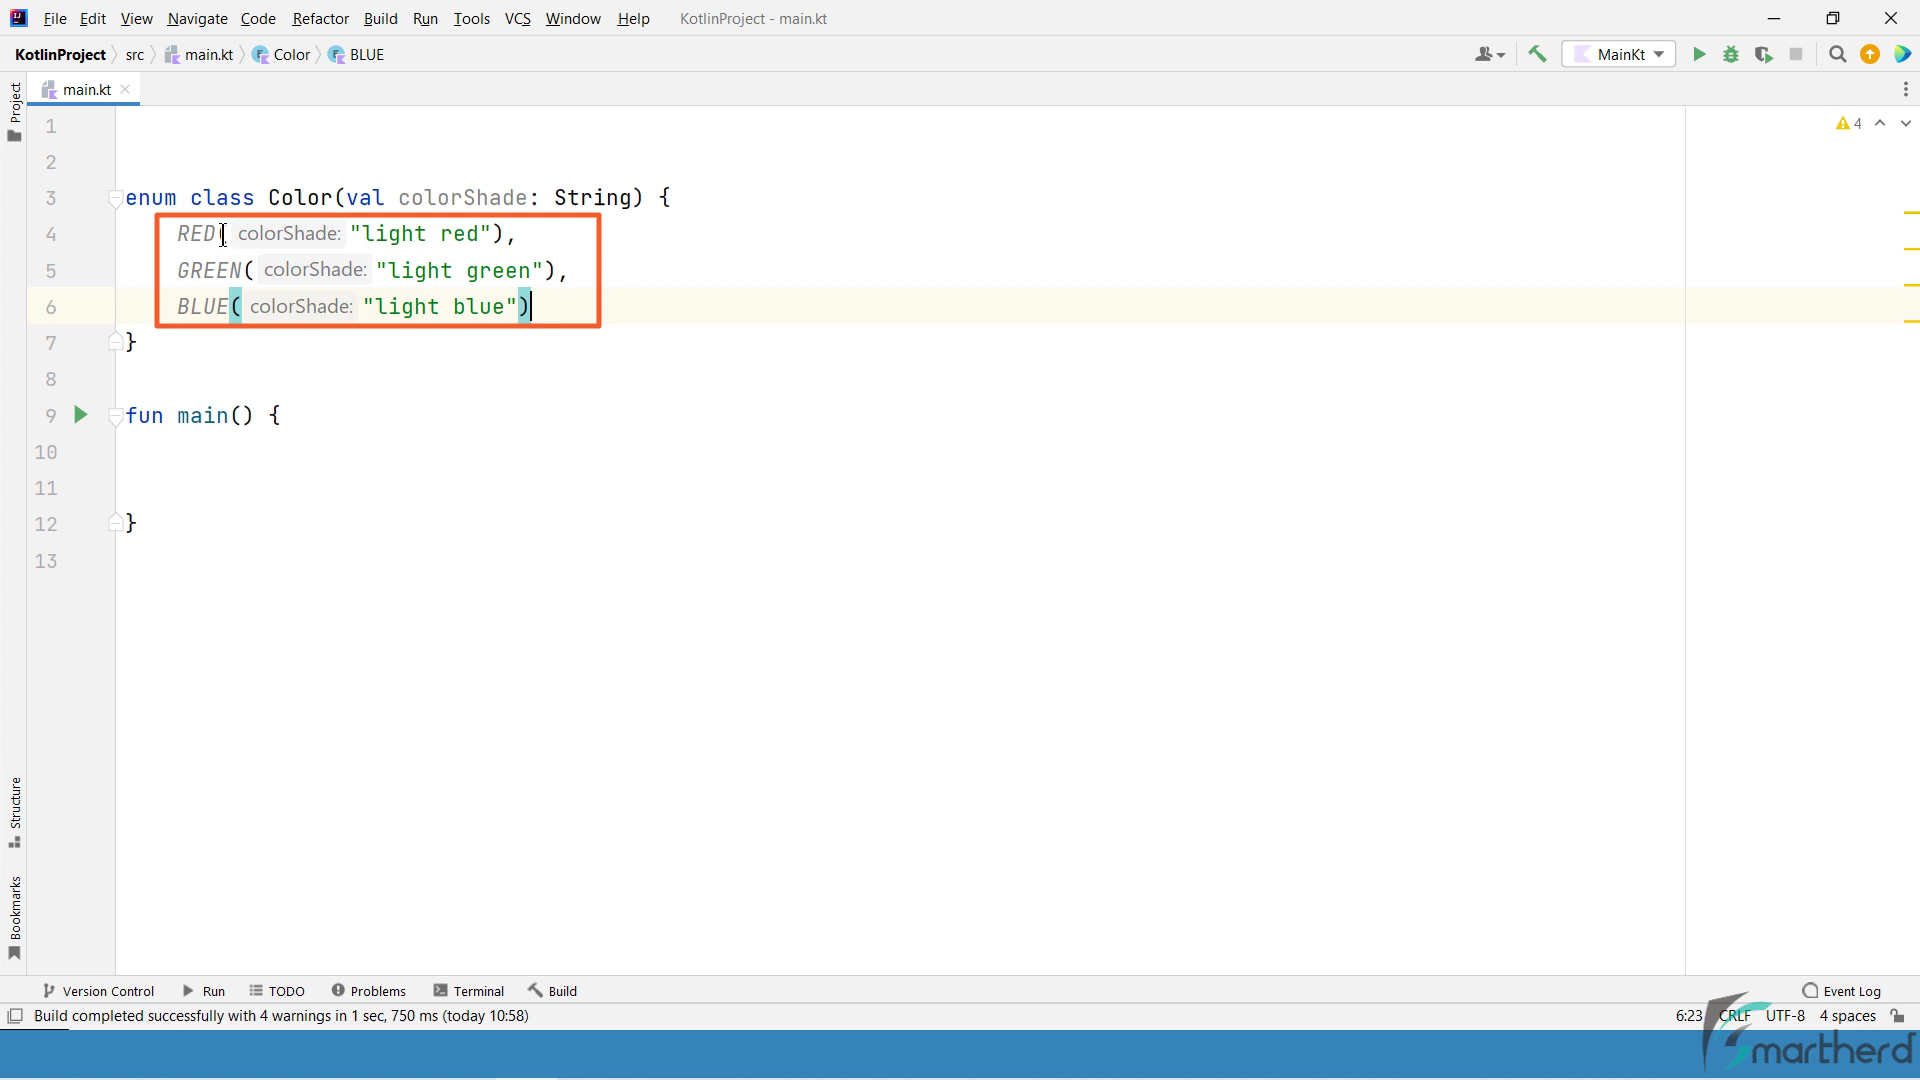 File Edit View Navigate Code Refactor Build Run Tools VCS Window Help KotlinProject - main.kt
KotlinProject src main.kt Color BLUE MainKt
Project
main.kt
4
1
2
3 enum class Color(val colorShade: String) {
4 RED( colorShade: "light red"),
5 GREEN( colorShade: "light green"),
6 BLUE( colorShade: "light blue")
7 }
8
9 fun main() {
10
11
12 }
13
Structure
Bookmarks
Version Control Run TODO Problems Terminal Build Event Log
Build completed successfully with 4 warnings in 1 sec, 750 ms (today 10:58) 6:23 CRLF UTF-8 4 spaces
Smartherd